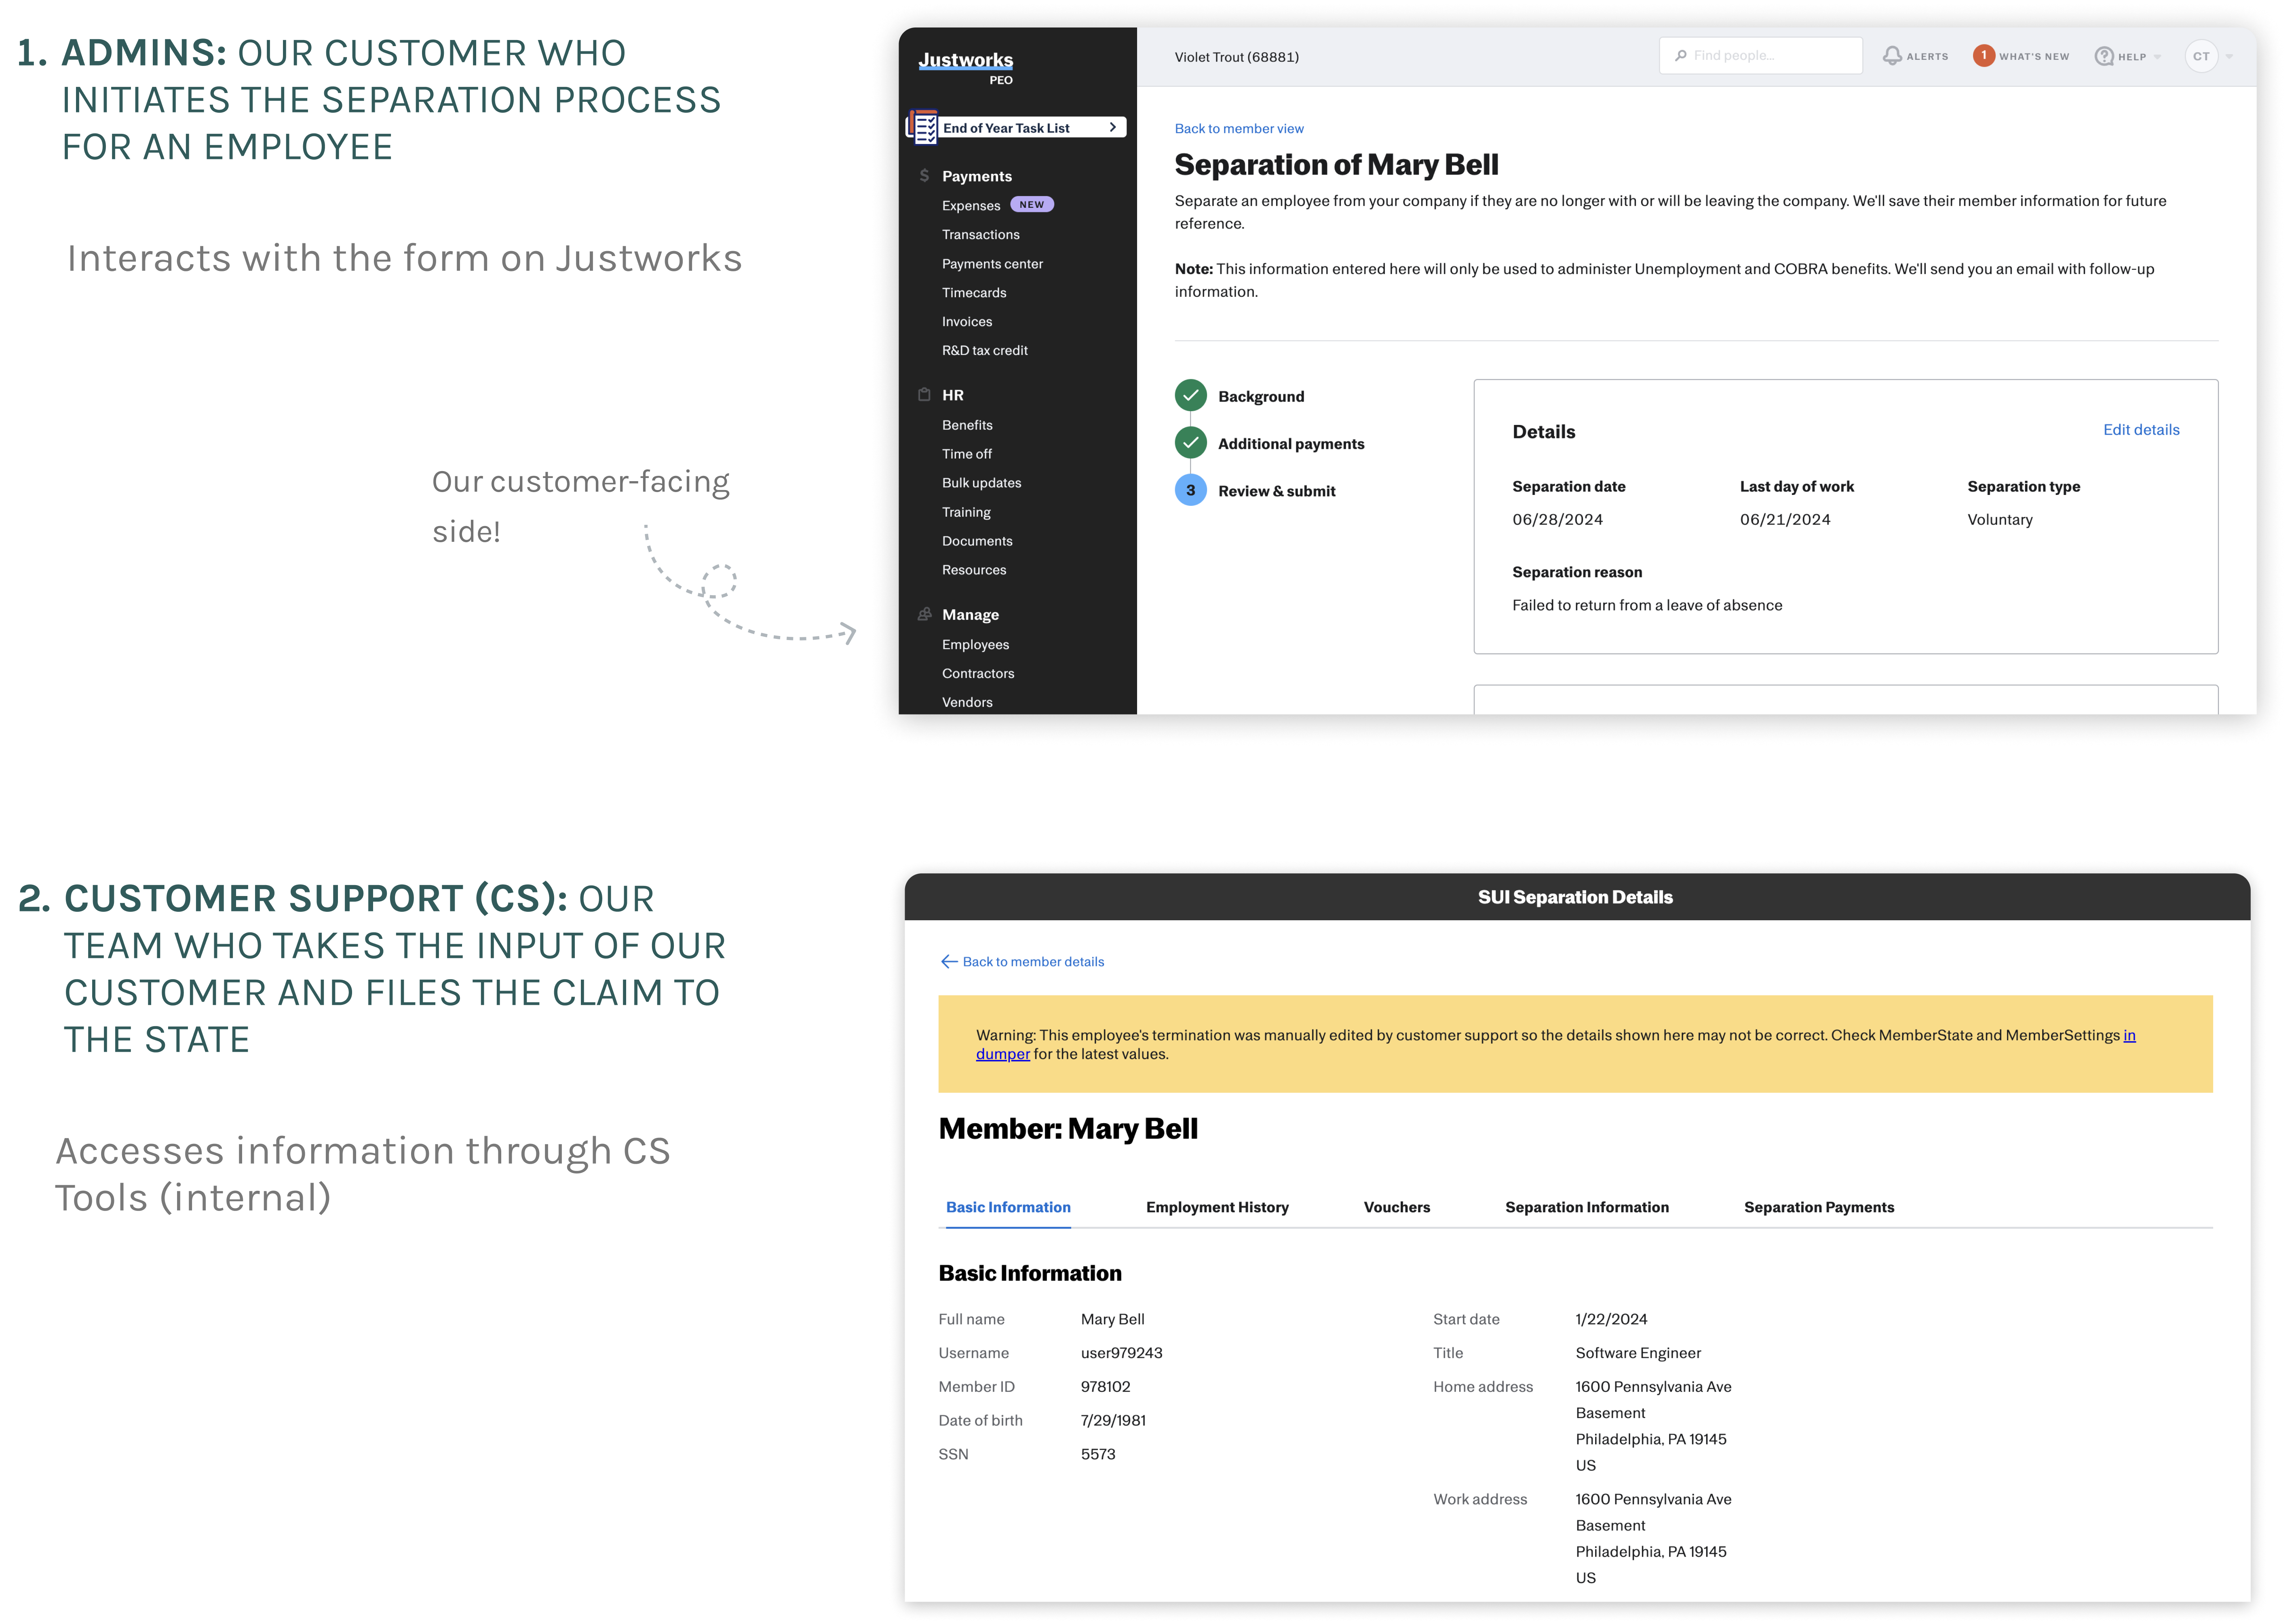 1. ADMINS: OUR CUSTOMER WHO
INITIATES THE SEPARATION PROCESS
FOR AN EMPLOYEE
Interacts with the form on Justworks
Our customer-facing
side!
Justworks
PEO
End of Year Task List
Payments
Expenses NEW
Transactions
Payments center
Timecards
Invoices
R&D tax credit
HR
Benefits
Time off
Bulk updates
Training
Documents
Resources
Manage
Employees
Contractors
Vendors
Violet Trout (68881)
Find people...
ALERTS
1 WHAT'S NEW
HELP
CT
Back to member view
Separation of Mary Bell
Separate an employee from your company if they are no longer with or will be leaving the company. We'll save their member information for future
reference.
Note: This information entered here will only be used to administer Unemployment and COBRA benefits. We'll send you an email with follow-up
information.
Background
Additional payments
3 Review & submit
Details
Edit details
Separation date Last day of work Separation type
06/28/2024 06/21/2024 Voluntary
Separation reason
Failed to return from a leave of absence
2. CUSTOMER SUPPORT (CS): OUR
TEAM WHO TAKES THE INPUT OF OUR
CUSTOMER AND FILES THE CLAIM TO
THE STATE
Accesses information through CS
Tools (internal)
SUI Separation Details
Back to member details
Warning: This employee's termination was manually edited by customer support so the details shown here may not be correct. Check MemberState and MemberSettings in
dumper for the latest values.
Member: Mary Bell
Basic Information Employment History Vouchers Separation Information Separation Payments
Basic Information
Full name Mary Bell
Username user979243
Member ID 978102
Date of birth 7/29/1981
SSN 5573
Start date 1/22/2024
Title Software Engineer
Home address 1600 Pennsylvania Ave
Basement
Philadelphia, PA 19145
US
Work address 1600 Pennsylvania Ave
Basement
Philadelphia, PA 19145
US